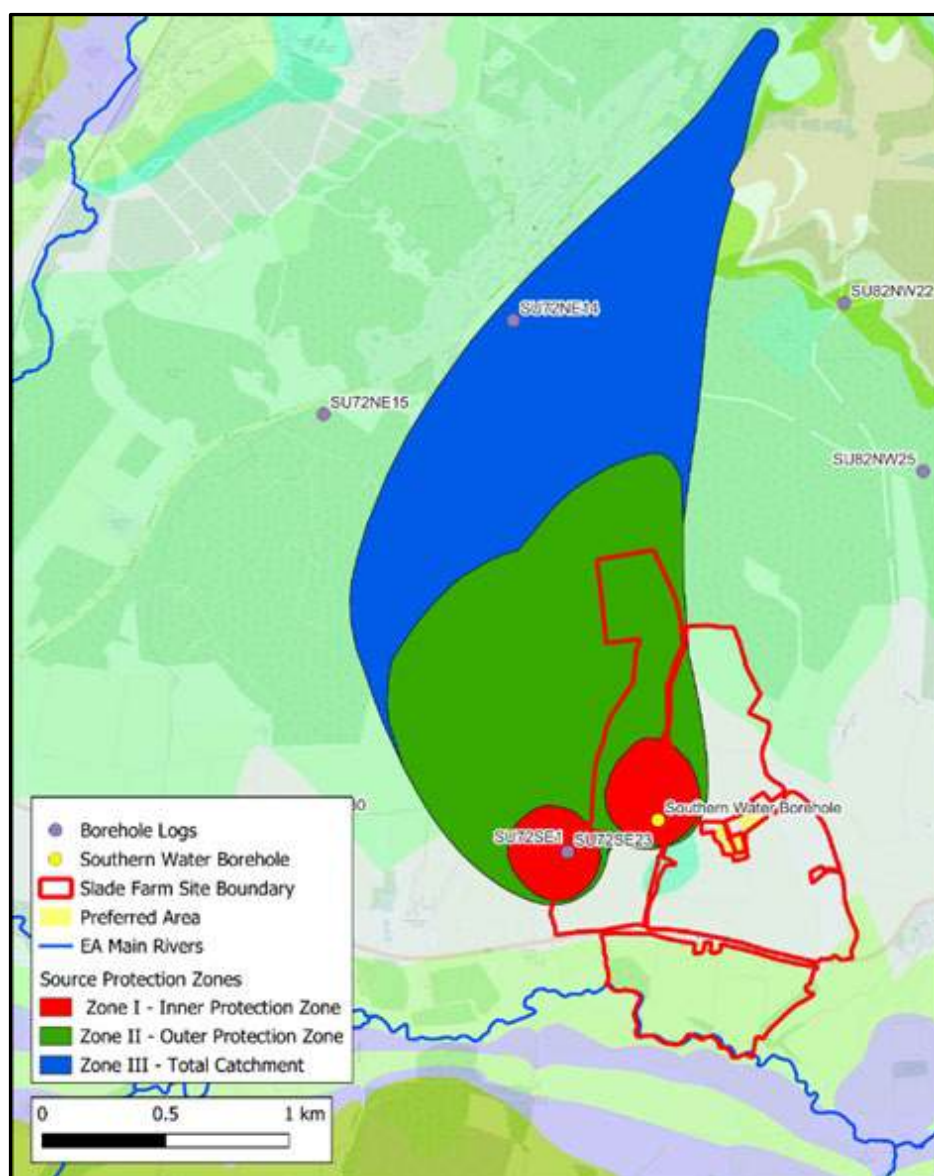 SU82NW22
SU72NE14
SU72NE15
SU82NW25
Southern Water Borehole
SU72SE1
SU72SE23
Borehole Logs
Southern Water Borehole
Slade Farm Site Boundary
Preferred Area
EA Main Rivers
Source Protection Zones
Zone I - Inner Protection Zone
Zone II - Outer Protection Zone
Zone III - Total Catchment
0
0.5
1 km